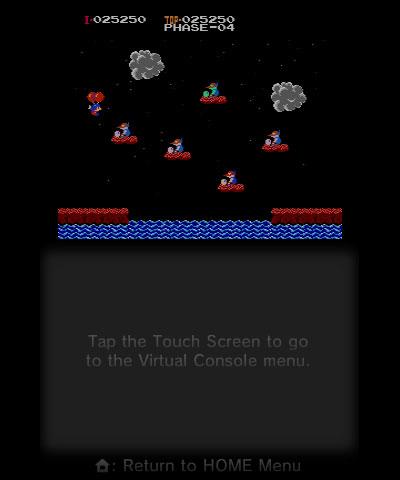 I-025250 TOP-025250
PHASE-04
Tap the Touch Screen to go
to the Virtual Console menu.
: Return to HOME Menu